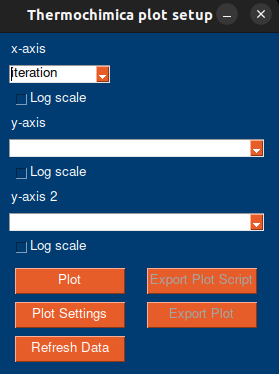 Thermochimica plot setup
x-axis
iteration
Log scale
y-axis
Log scale
y-axis 2
Log scale
Plot
Export Plot Script
Plot Settings
Export Plot
Refresh Data